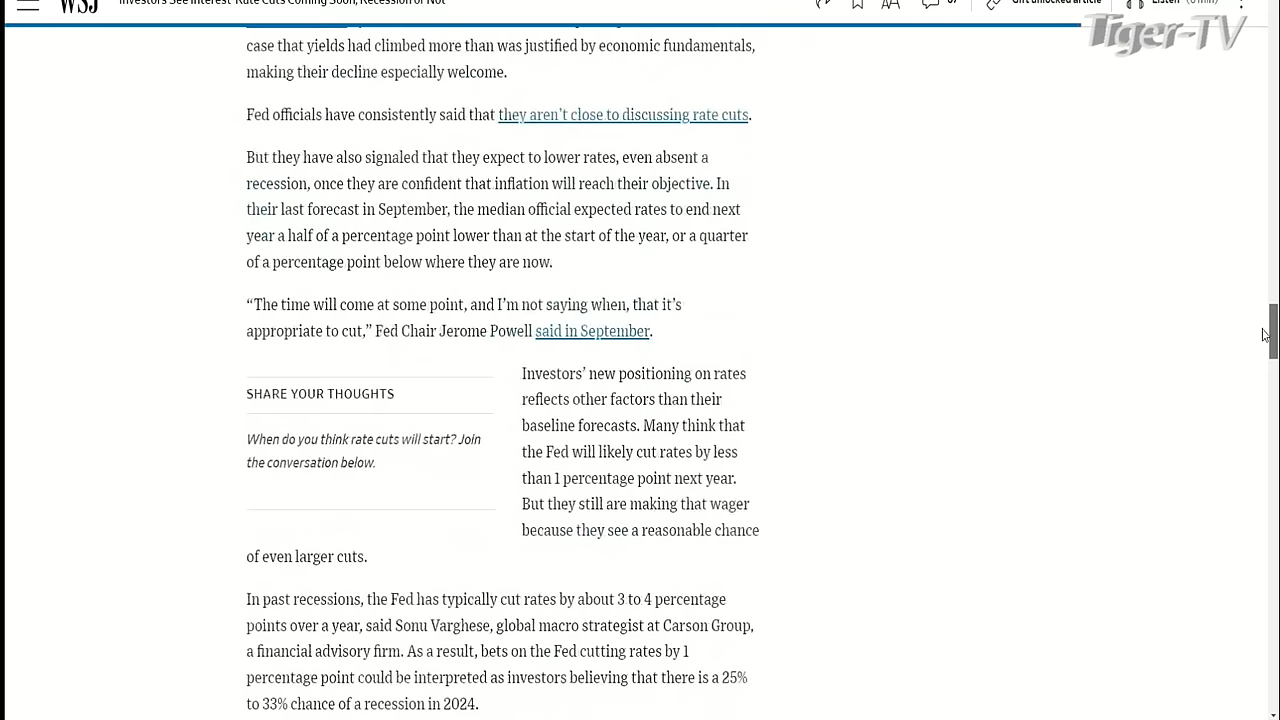 WSJ
Investors See Interest-Rate Cuts Coming Soon, Recession or Not
Gift unlocked article
Listen
Tiger-TV
case that yields had climbed more than was justified by economic fundamentals,
making their decline especially welcome.
Fed officials have consistently said that they aren’t close to discussing rate cuts.
But they have also signaled that they expect to lower rates, even absent a
recession, once they are confident that inflation will reach their objective. In
their last forecast in September, the median official expected rates to end next
year a half of a percentage point lower than at the start of the year, or a quarter
of a percentage point below where they are now.
“The time will come at some point, and I’m not saying when, that it’s
appropriate to cut,” Fed Chair Jerome Powell said in September.
SHARE YOUR THOUGHTS
When do you think rate cuts will start? Join
the conversation below.
Investors’ new positioning on rates
reflects other factors than their
baseline forecasts. Many think that
the Fed will likely cut rates by less
than 1 percentage point next year.
But they still are making that wager
because they see a reasonable chance
of even larger cuts.
In past recessions, the Fed has typically cut rates by about 3 to 4 percentage
points over a year, said Sonu Varghese, global macro strategist at Carson Group,
a financial advisory firm. As a result, bets on the Fed cutting rates by 1
percentage point could be interpreted as investors believing that there is a 25%
to 33% chance of a recession in 2024.